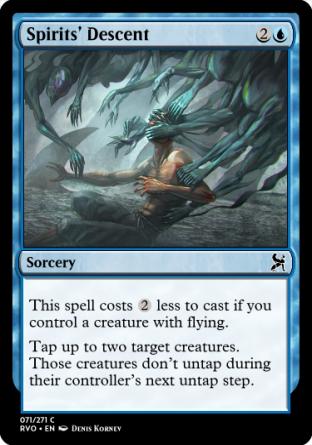 Spirits' Descent 2
Sorcery
This spell costs 2 less to cast if you
control a creature with flying.
Tap up to two target creatures.
Those creatures don't untap during
their controller's next untap step.
071/271 C
RVO • EN Denis Kornev